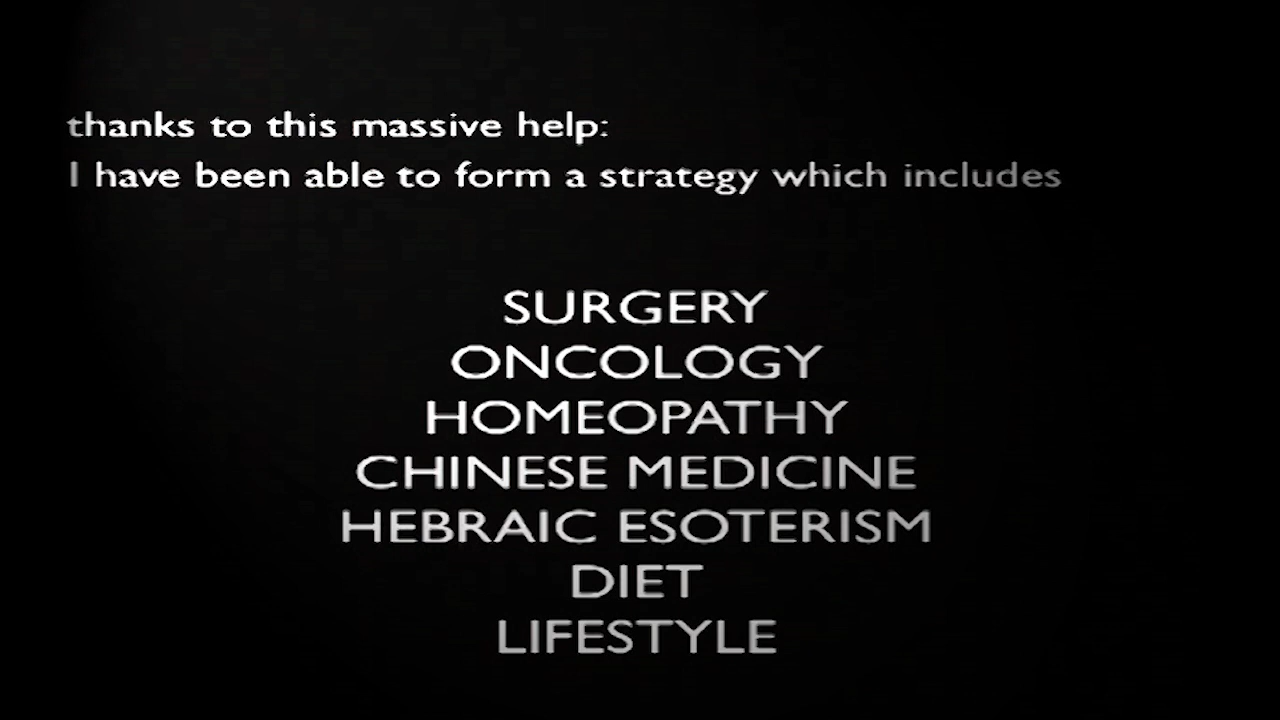 thanks to this massive help:
I have been able to form a strategy which includes
SURGERY
ONCOLOGY
HOMEOPATHY
CHINESE MEDICINE
HEBRAIC ESOTERISM
DIET
LIFESTYLE